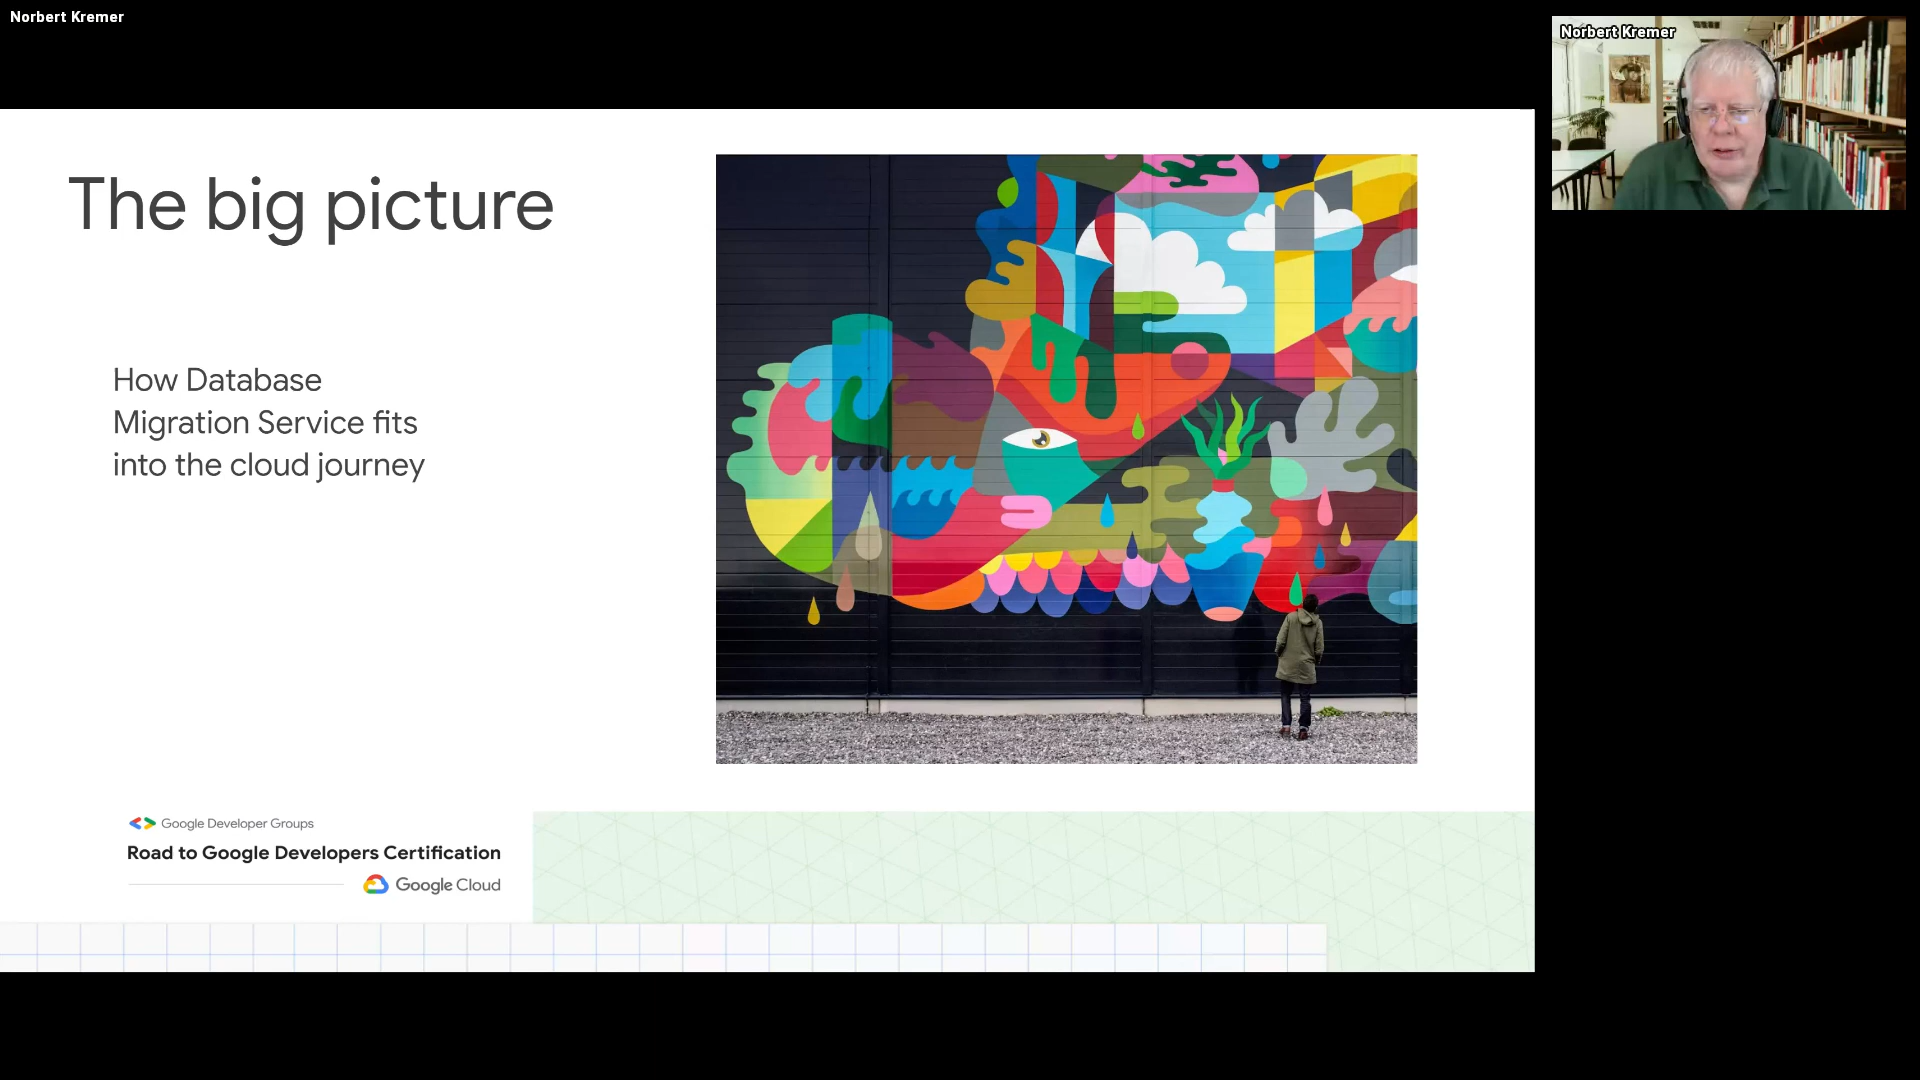 Norbert Kremer
Norbert Kremer
The big picture
How Database
Migration Service fits
into the cloud journey
Google Developer Groups
Road to Google Developers Certification
Google Cloud